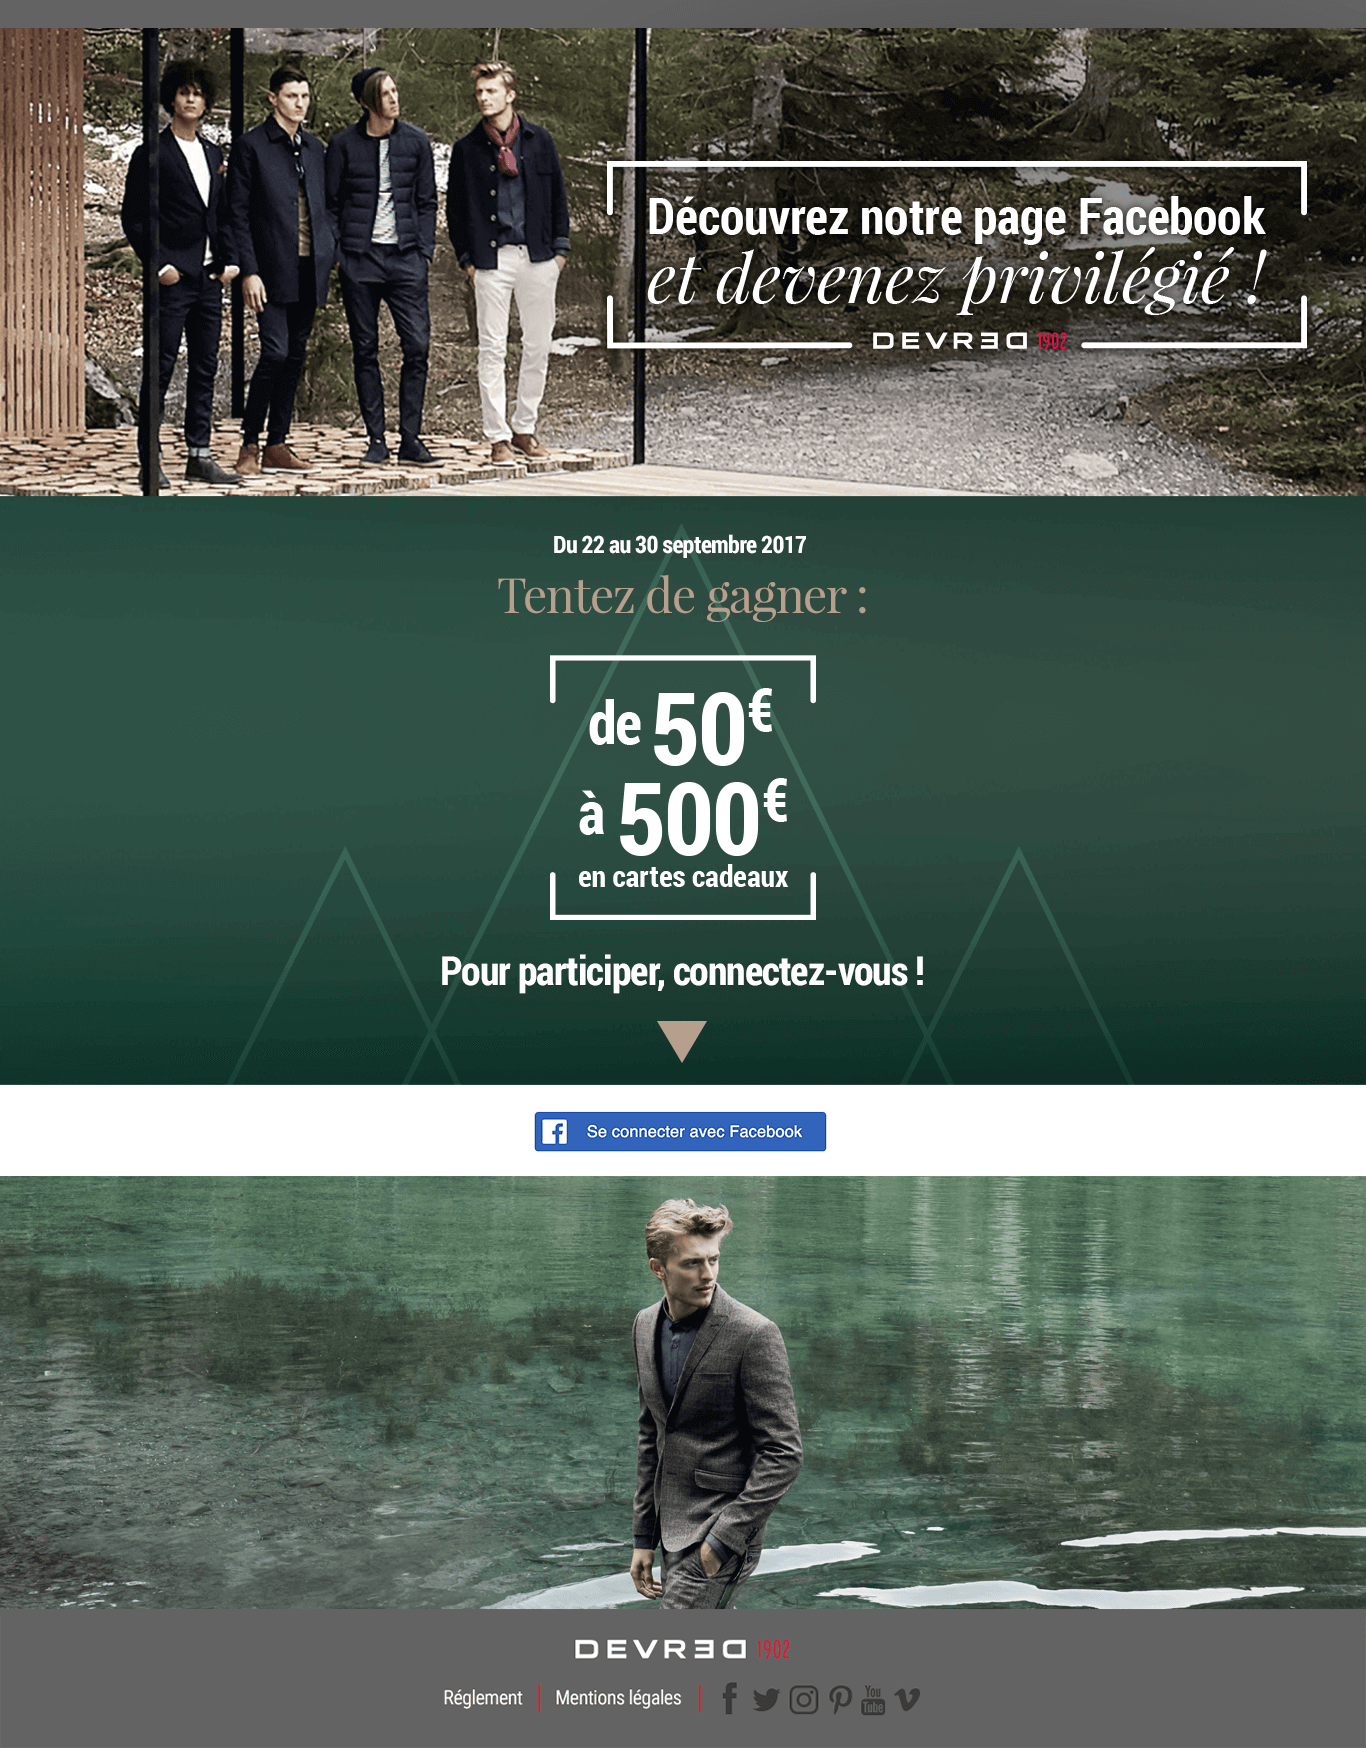 Découvrez notre page Facebook
et devenez privilégié !
DEVRED 1902
Du 22 au 30 septembre 2017
Tentez de gagner :
de 50€
à 500€
en cartes cadeaux
Pour participer, connectez-vous !
f Se connecter avec Facebook
DEVRED 1902
Réglement Mentions légales You Tube